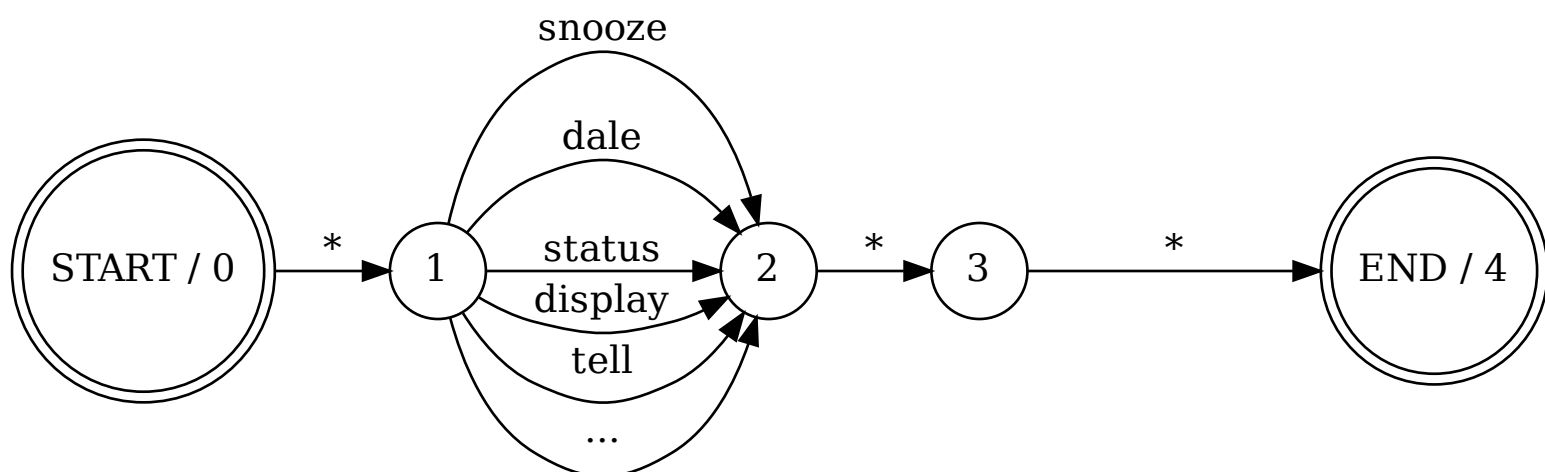 snooze
dale
* status * *
START / 0 1 2 3 END / 4
display
tell
...